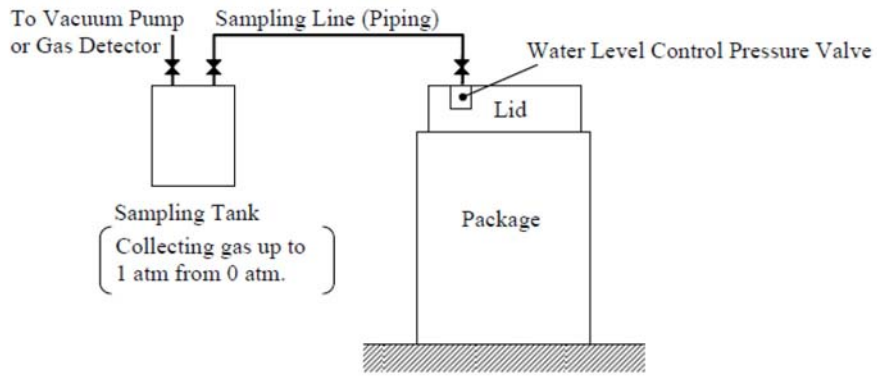 To Vacuum Pump
or Gas Detector
Sampling Line (Piping)
Water Level Control Pressure Valve
Lid
Package
Sampling Tank
Collecting gas up to
1 atm from 0 atm.